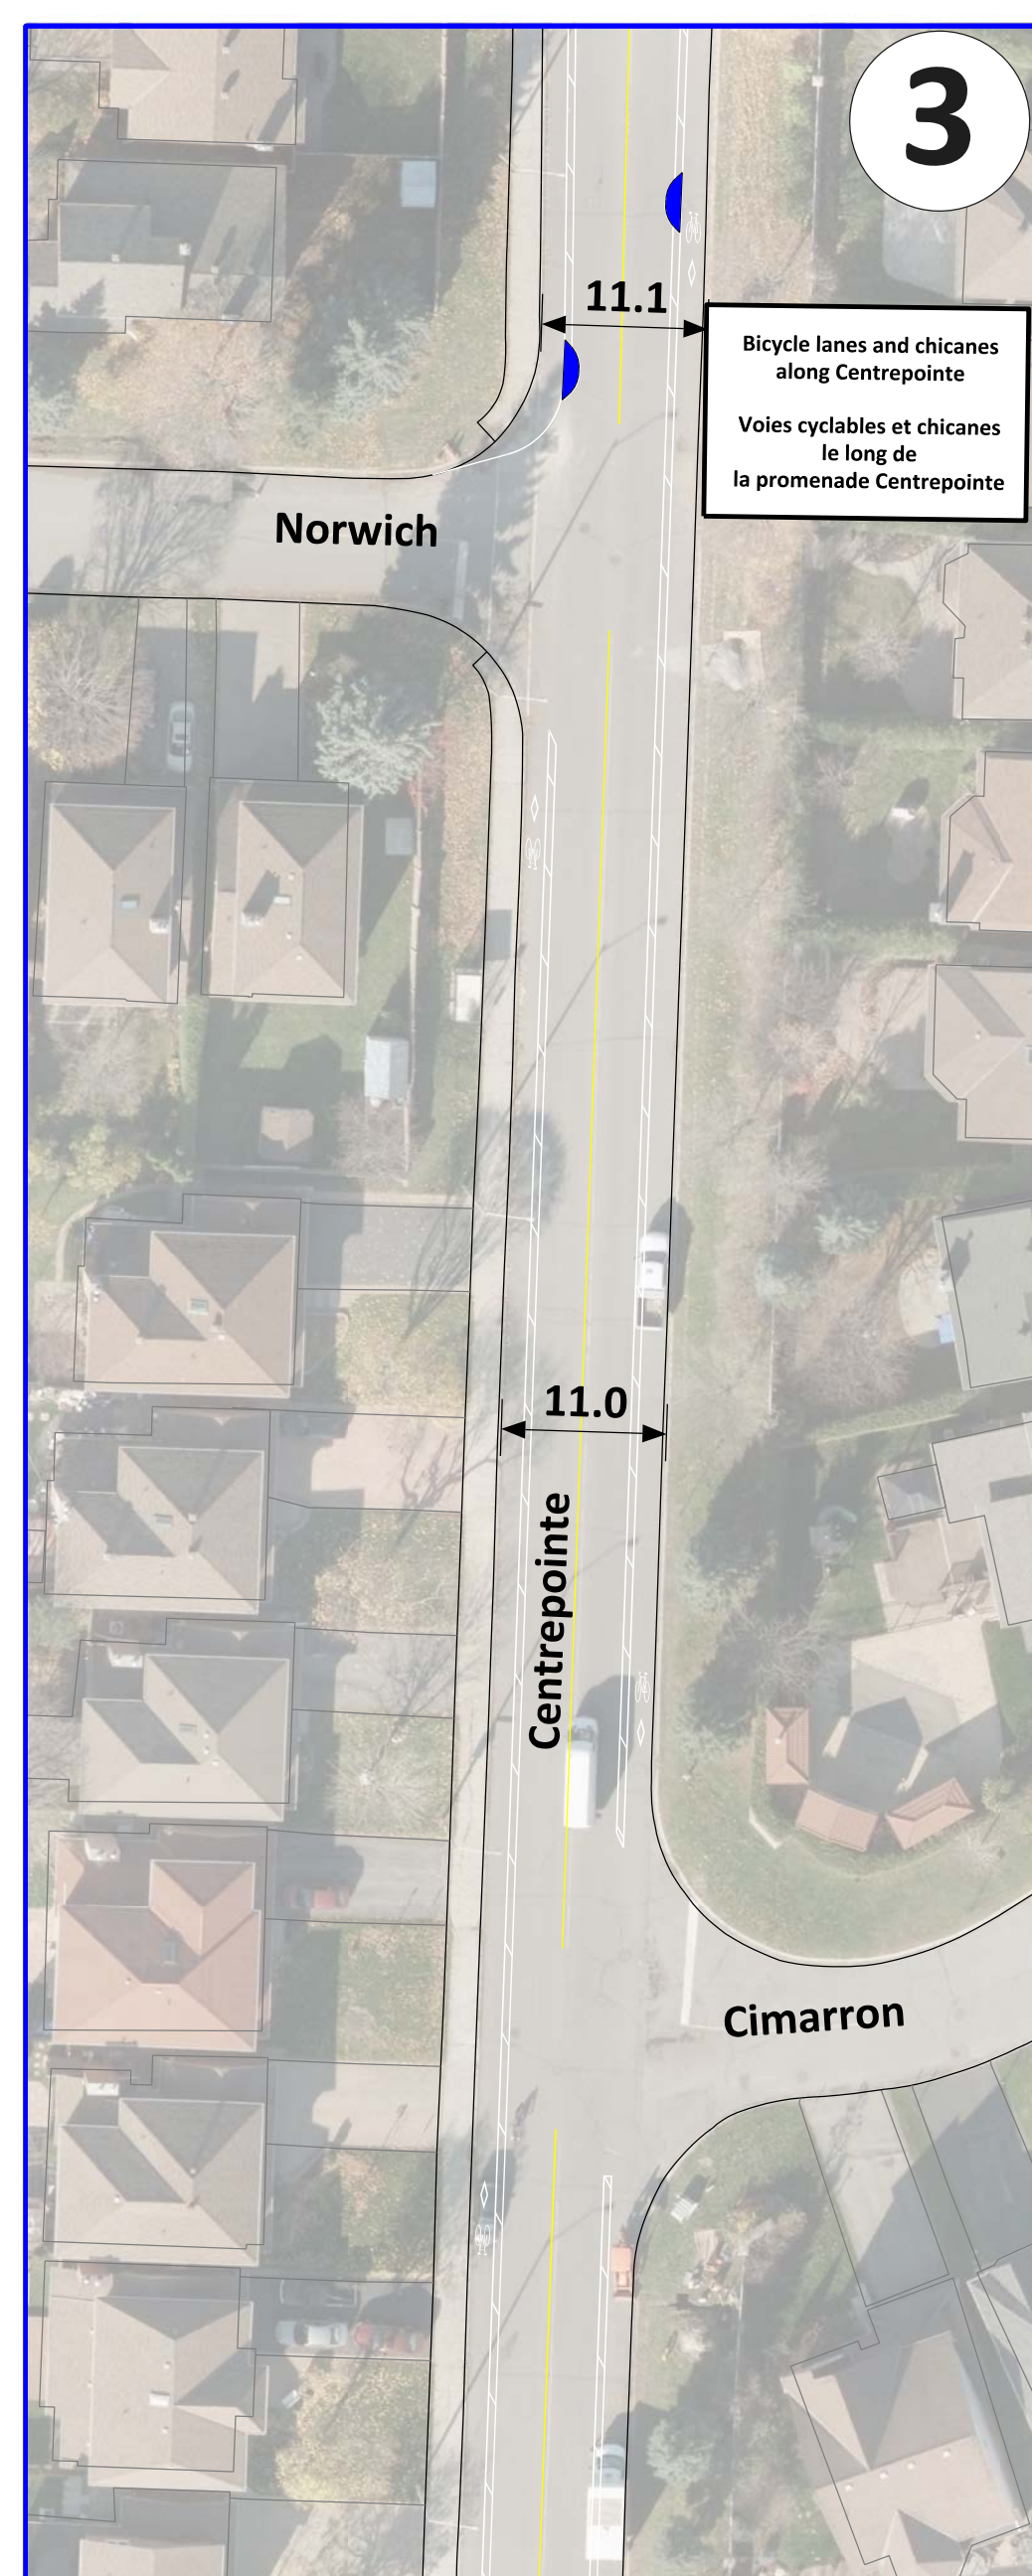 3
11.1
Bicycle lanes and chicanes
along Centrepointe
Voies cyclables et chicanes
le long de
la promenade Centrepointe
Norwich
11.0
Centrepointe
Cimarron